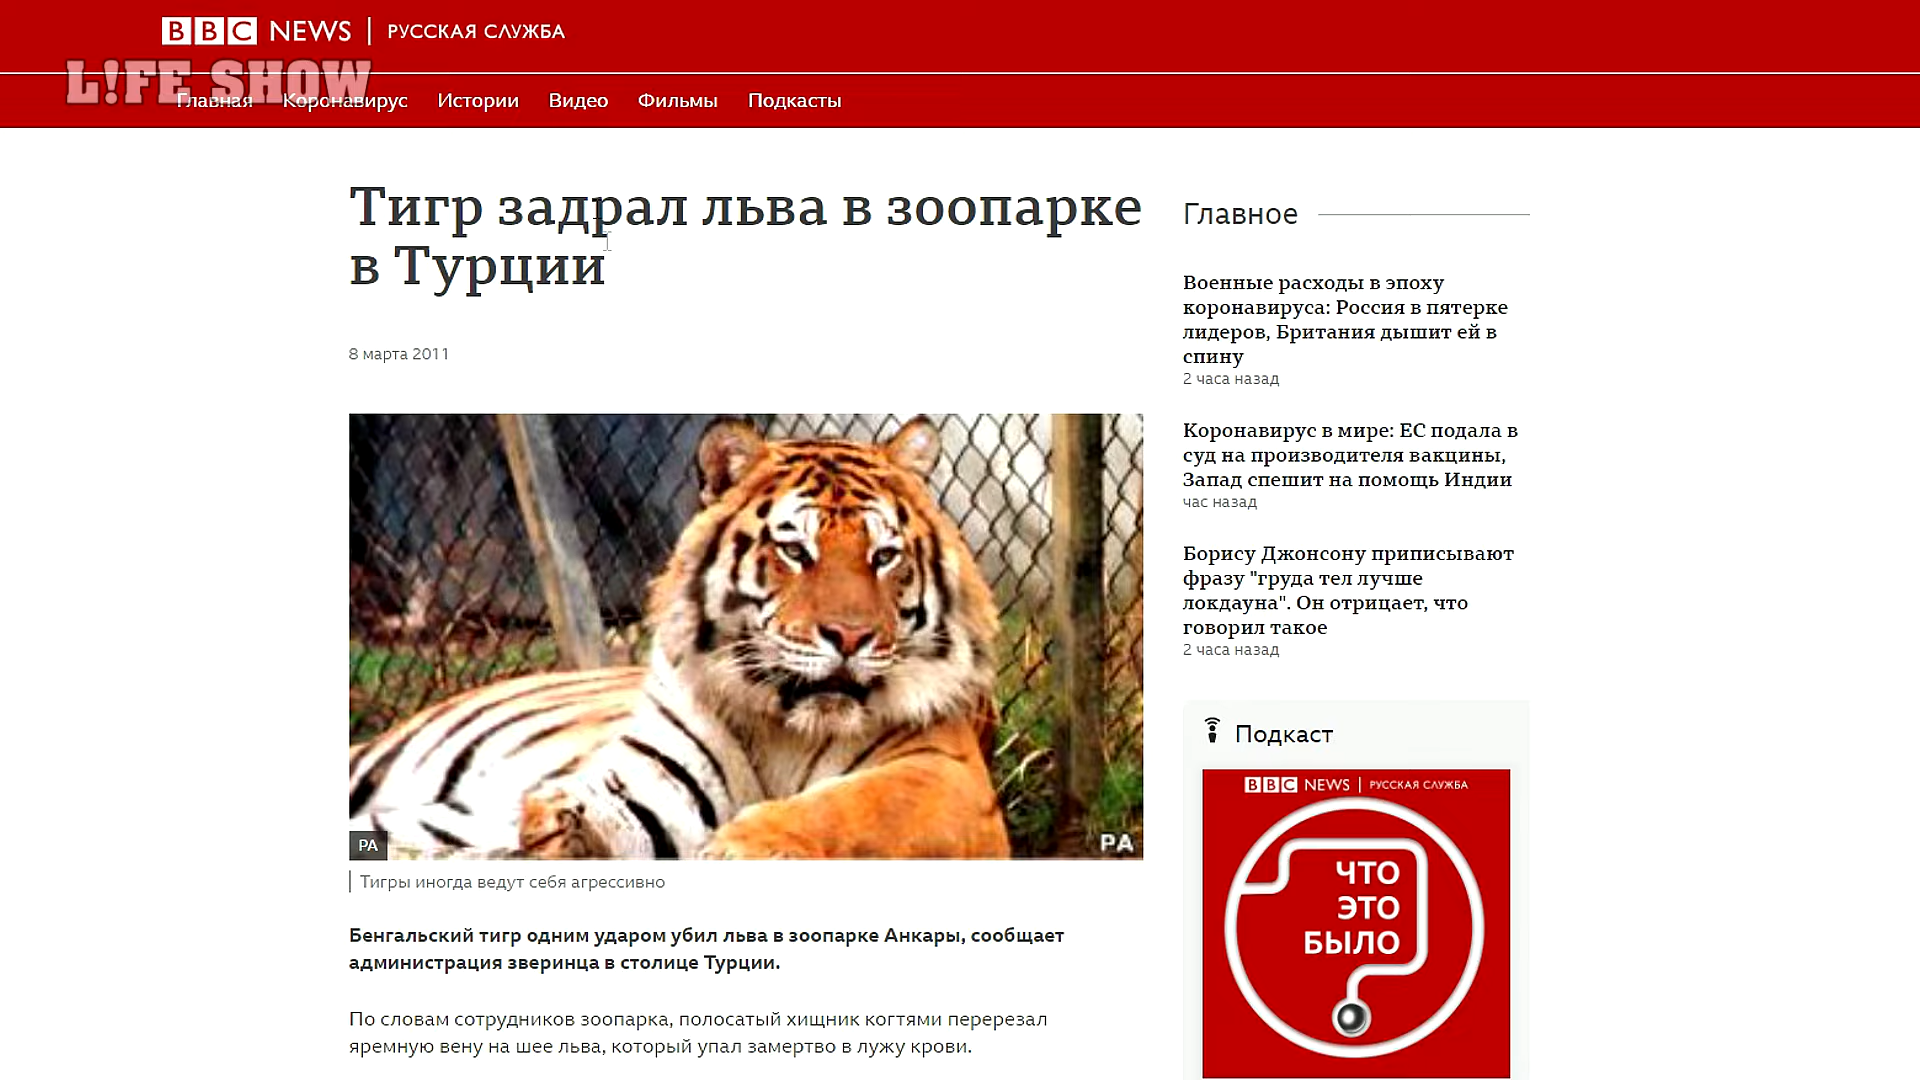 BBC NEWS | РУССКАЯ СЛУЖБА
L!FE SHOW
Главная Коронавирус Истории Видео Фильмы Подкасты
Тигр задрал льва в зоопарке
в Турции
8 марта 2011
PA
PA
Тигры иногда ведут себя агрессивно
Бенгальский тигр одним ударом убил льва в зоопарке Анкары, сообщает
администрация зверинца в столице Турции.
По словам сотрудников зоопарка, полосатый хищник когтями перерезал
яремную вену на шее льва, который упал замертво в лужу крови.
Главное
Военные расходы в эпоху
коронавируса: Россия в пятерке
лидеров, Британия дышит ей в
спину
2 часа назад
Коронавирус в мире: ЕС подала в
суд на производителя вакцины,
Запад спешит на помощь Индии
час назад
Борису Джонсону приписывают
фразу "груда тел лучше
локдауна". Он отрицает, что
говорил такое
2 часа назад
Подкаст
BBC NEWS | РУССКАЯ СЛУЖБА
ЧТО
ЭТО
БЫЛО